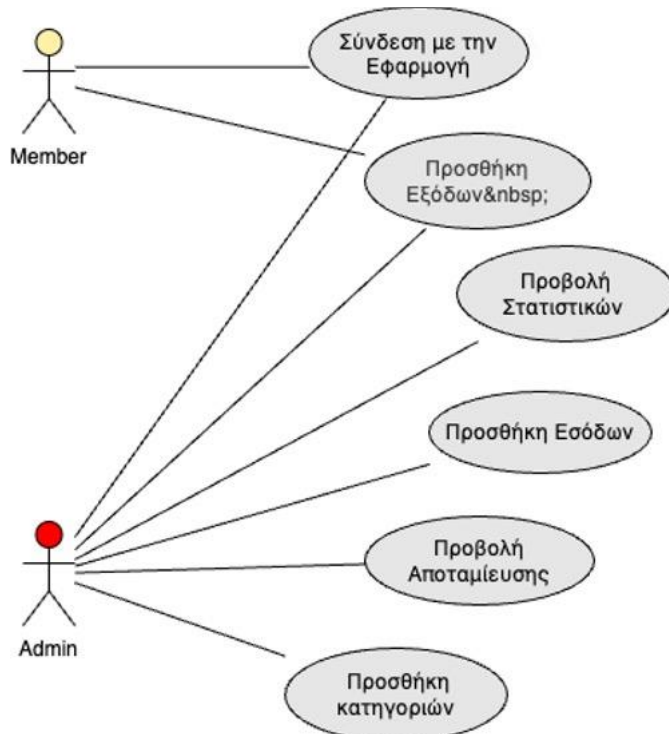 Σύνδεση με την
Εφαρμογή
Member
Προσθήκη
Εξόδων&nbsp;
Προβολή
Στατιστικών
Προσθήκη Εσόδων
Προβολή
Αποταμίευσης
Admin
Προσθήκη
κατηγοριών